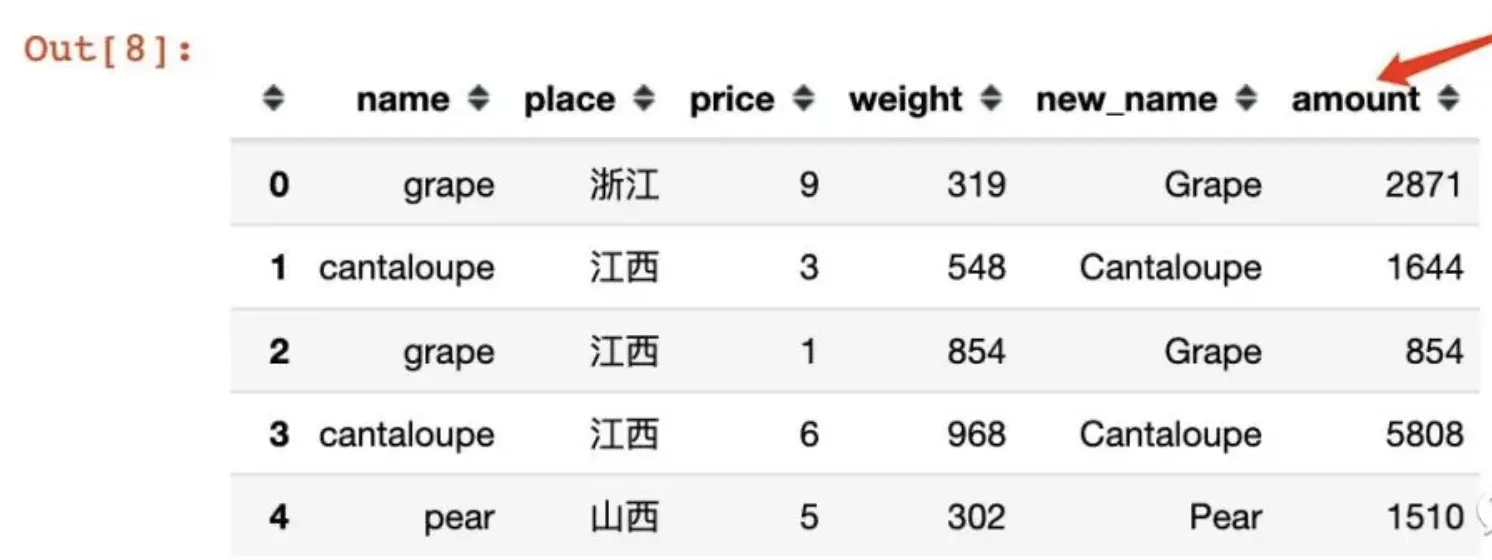 Out[8]:
name place price weight new_name amount
0 grape 浙江 9 319 Grape 2871
1 cantaloupe 江西 3 548 Cantaloupe 1644
2 grape 江西 1 854 Grape 854
3 cantaloupe 江西 6 968 Cantaloupe 5808
4 pear 山西 5 302 Pear 1510